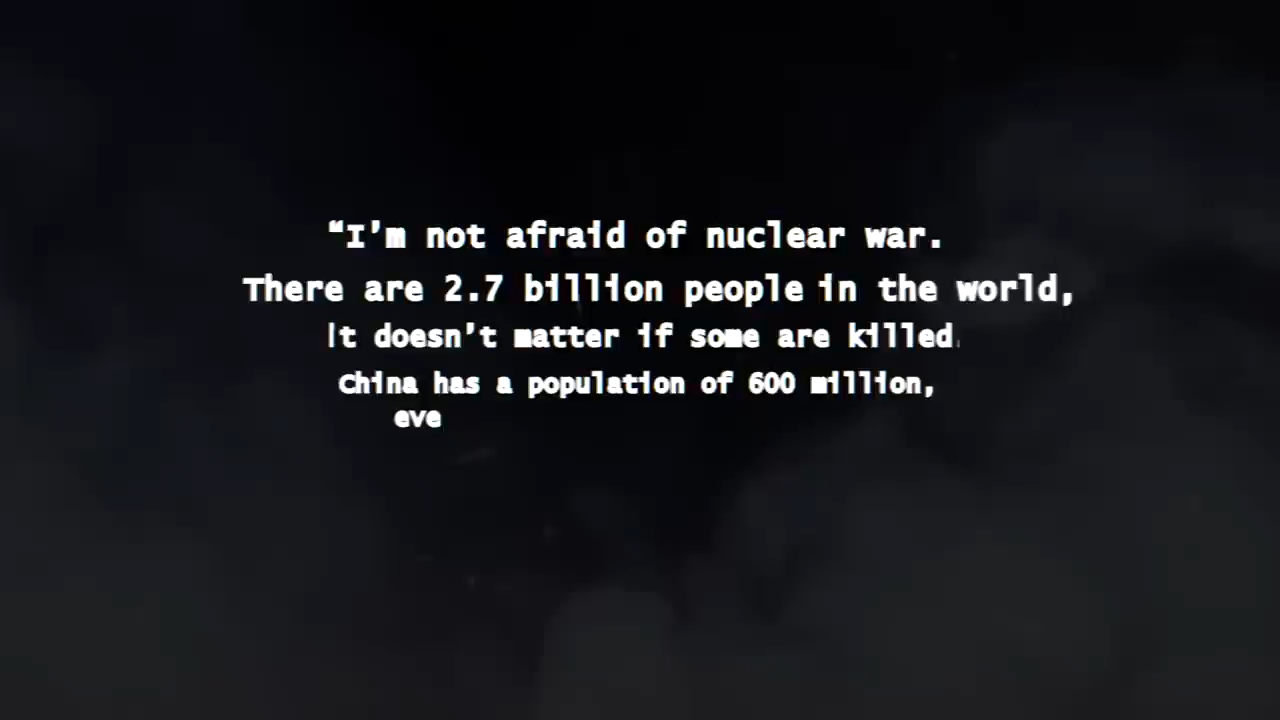 “I’m not afraid of nuclear war.
There are 2.7 billion people in the world,
It doesn’t matter if some are killed.
China has a population of 600 million,
eve